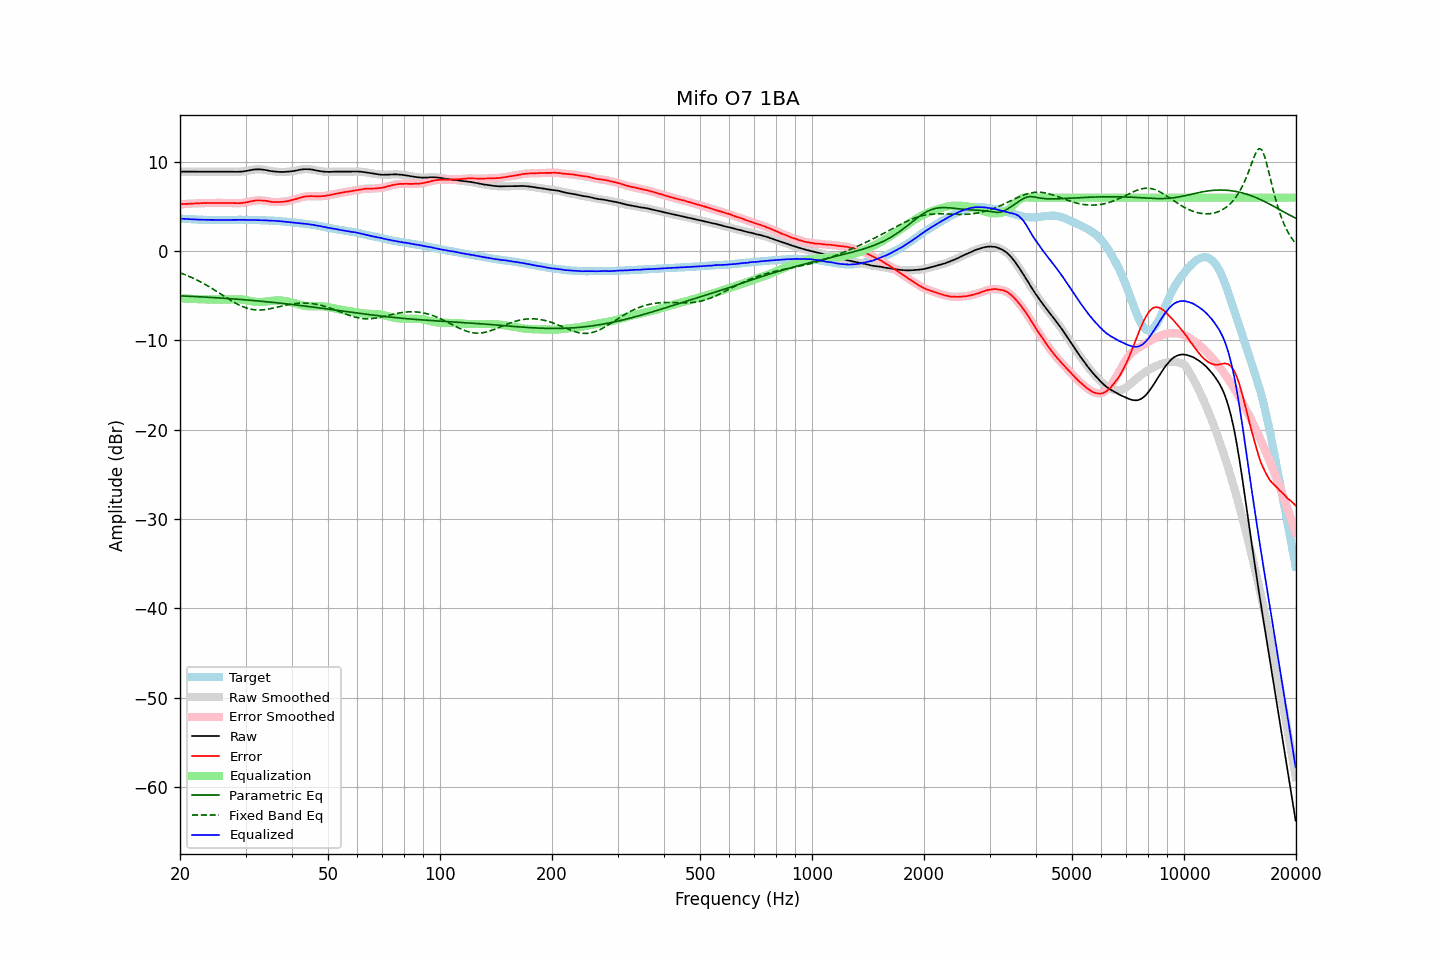 Mifo O7 1BA
10
0
−10
−20
−30
−40
−50
−60
Amplitude (dBr)
Target
Raw Smoothed
Error Smoothed
Raw
Error
Equalization
Parametric Eq
Fixed Band Eq
Equalized
20 50 100 200 500 1000 2000 5000 10000 20000
Frequency (Hz)